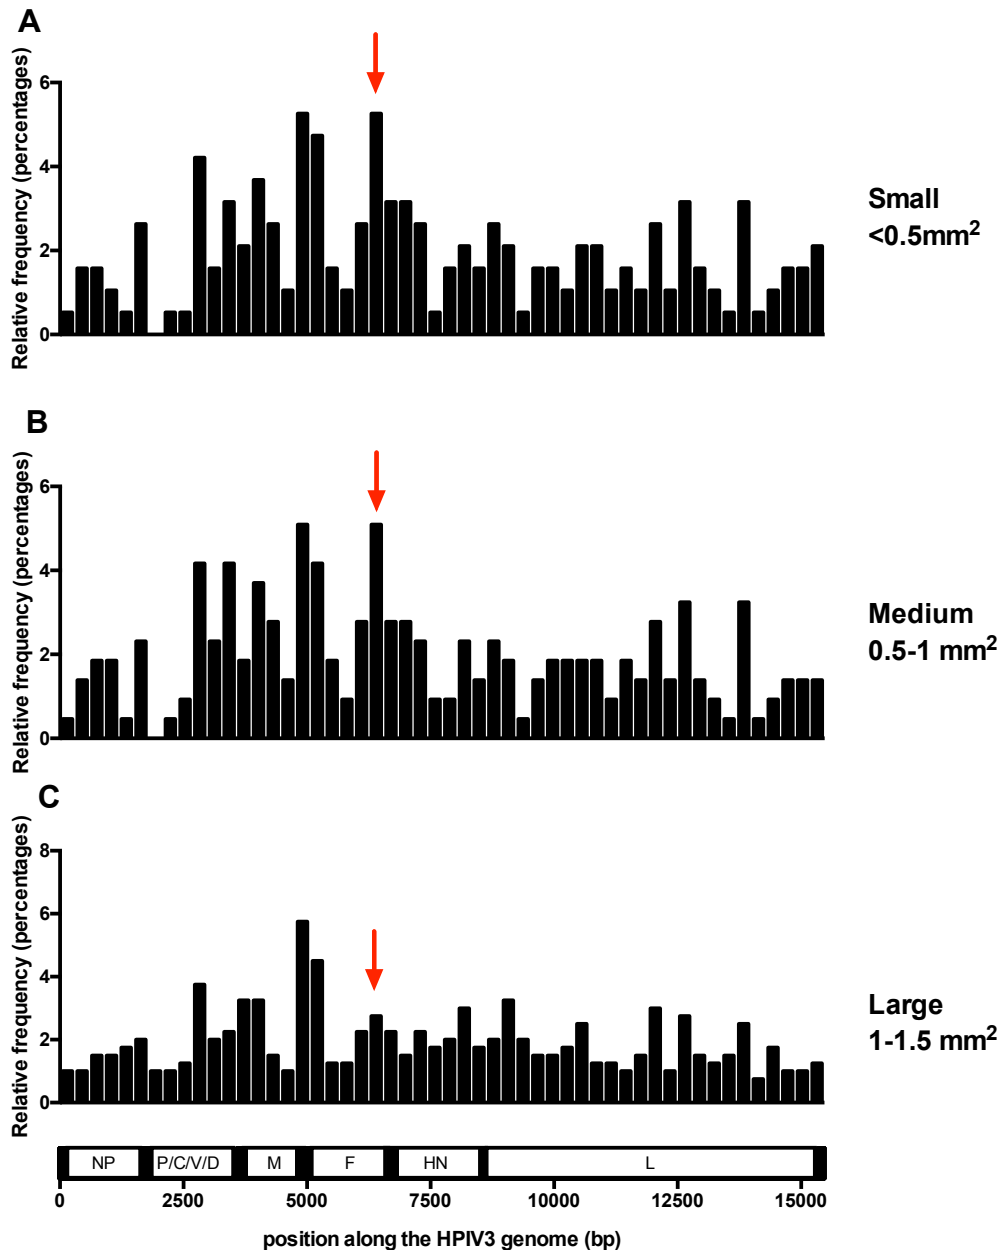 A
Relative frequency (percentages)
6
4
2
0
Small
<0.5mm²
B
Relative frequency (percentages)
6
4
2
0
Medium
0.5-1 mm²
C
Relative frequency (percentages)
8
6
4
2
0
Large
1-1.5 mm²
NP P/C/V/D M F HN L
0 2500 5000 7500 10000 12500 15000
position along the HPIV3 genome (bp)